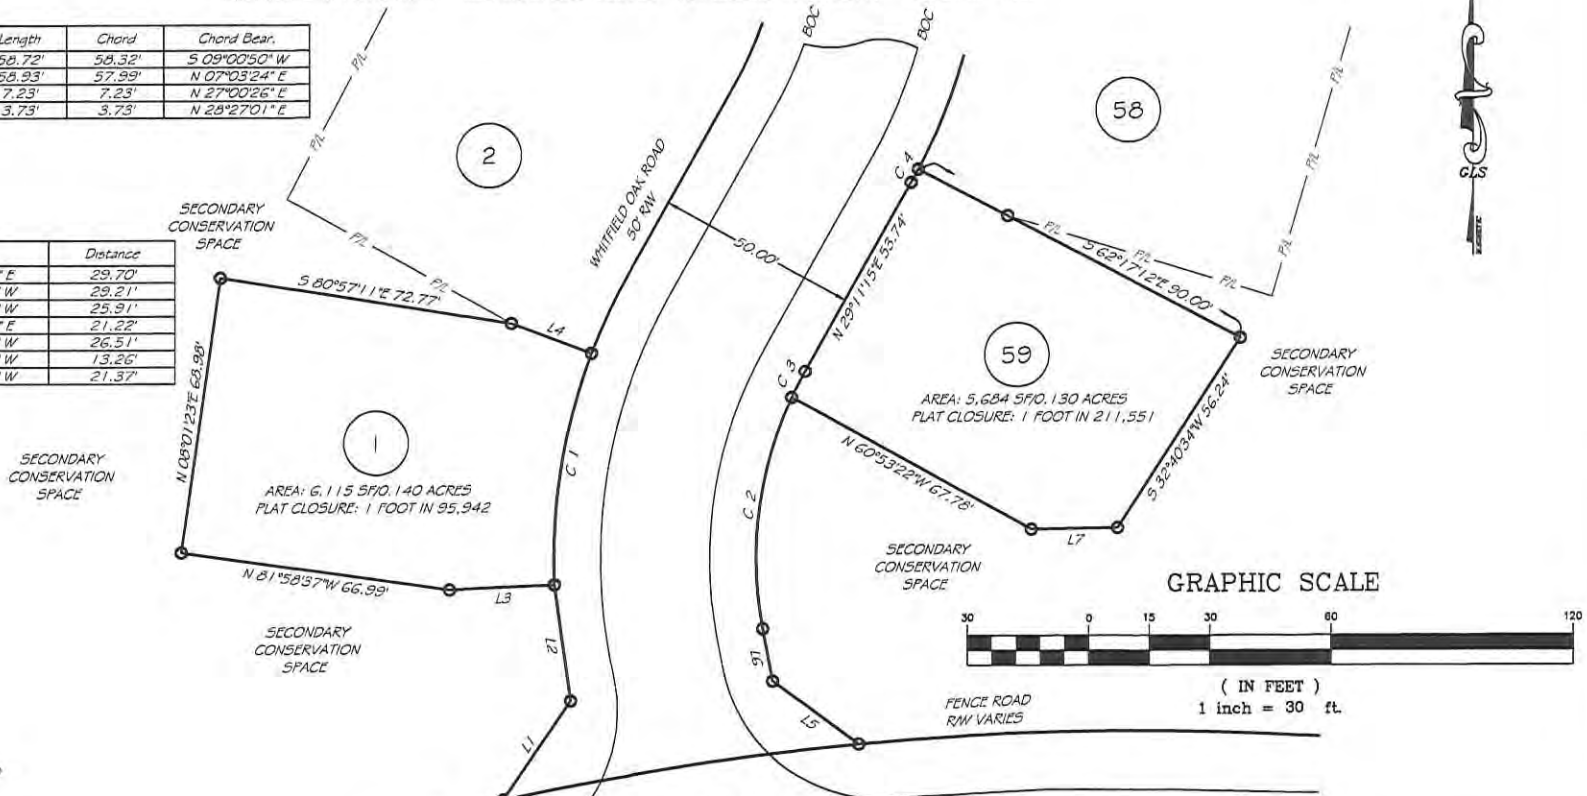 Length Chord Chord Bear.
58.72' 58.32' S 09°00'50" W
58.93' 57.99' N 07°03'24" E
7.23' 7.23' N 27°00'26" E
3.73' 3.73' N 28°27'01" E
Distance
E 29.70'
W 29.21'
W 25.91'
E 21.22'
W 26.51'
W 13.26'
W 21.37'
P/L
P/L
P/L
P/L
2
SECONDARY
CONSERVATION
SPACE
WHITFIELD OAK ROAD
50' R/W
BOC
BOC
58
P/L
P/L
P/L
P/L
P/L
P/L
GLS
C 4
50.00'
N 29°11'15"E 53.74'
S 62°17'12"E 90.00'
S 80°57'11"E 72.77'
L4
N 08°01'23"E 68.98'
1
AREA: 6,115 SF/0.140 ACRES
PLAT CLOSURE: 1 FOOT IN 95,942
C 1
C 3
59
AREA: 5,684 SF/0.130 ACRES
PLAT CLOSURE: 1 FOOT IN 211,551
SECONDARY
CONSERVATION
SPACE
S 32°40'34"W 56.24'
N 60°53'22"W 67.78'
L7
C 2
SECONDARY
CONSERVATION
SPACE
SECONDARY
CONSERVATION
SPACE
N 81°58'37"W 66.99'
L3
L2
L1
SECONDARY
CONSERVATION
SPACE
L6
L5
FENCE ROAD
R/W VARIES
GRAPHIC SCALE
30 0 15 30 60 120
( IN FEET )
1 inch = 30 ft.